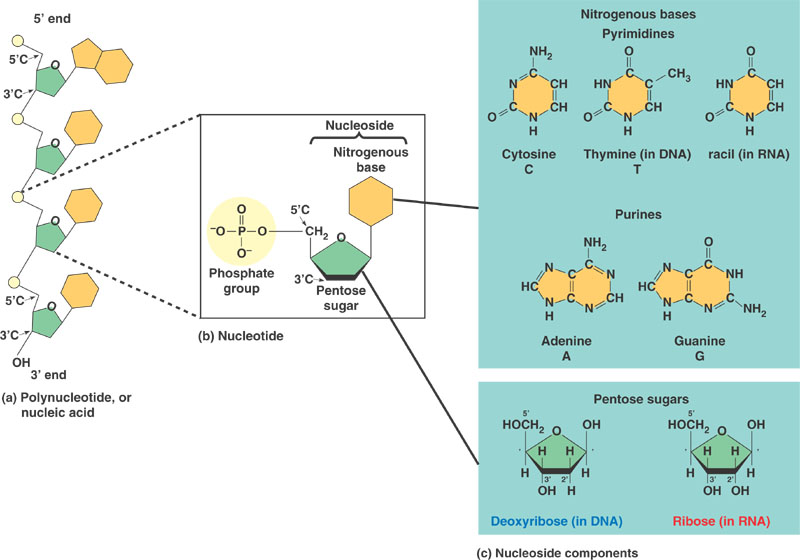 5' end
5'C
O
3'C
O
O
5'C
O
3'C
OH
3' end
(a) Polynucleotide, or
nucleic acid
Nucleoside
Nitrogenous
base
O
⁻O P O
O⁻
5'C
CH₂
O
Phosphate
group
3'C
Pentose
sugar
(b) Nucleotide
Nitrogenous bases
Pyrimidines
NH₂
N
CH
CH
O
N
H
Cytosine
C
O
HN
C
C
CH₃
CH
O
C
N
H
Thymine (in DNA)
T
O
C
HN
CH
C
CH
O
N
H
racil (in RNA)
Purines
NH₂
N
C
C
N
HC
C
CH
N
H
N
Adenine
A
O
N
C
C
NH
HC
C
C
N
H
N
NH₂
Guanine
G
Pentose sugars
5'
HOCH₂
O
OH
H H
H
3' 2'
H
OH H
Deoxyribose (in DNA)
5'
HOCH₂
O
OH
H H
H
3' 2'
H
OH OH
Ribose (in RNA)
(c) Nucleoside components